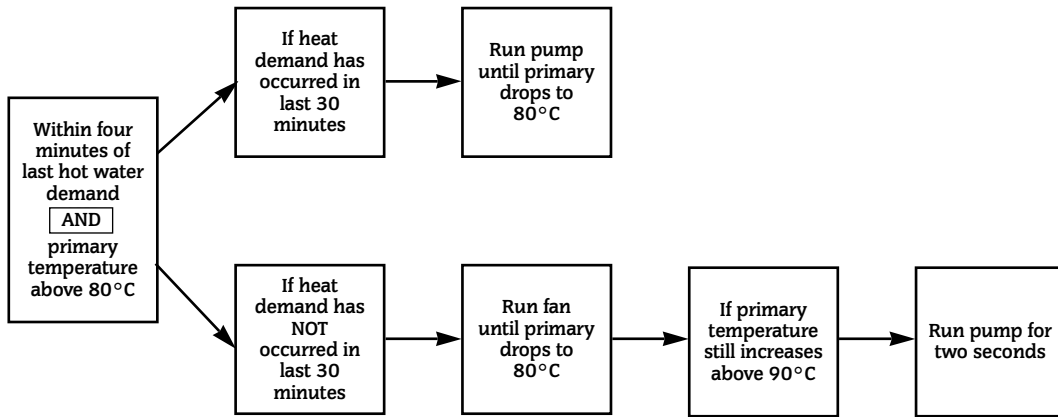 Within four
minutes of
last hot water
demand
AND
primary
temperature
above 80°C
If heat
demand has
occurred in
last 30
minutes
Run pump
until primary
drops to
80°C
If heat
demand has
NOT
occurred in
last 30
minutes
Run fan
until primary
drops to
80°C
If primary
temperature
still increases
above 90°C
Run pump for
two seconds